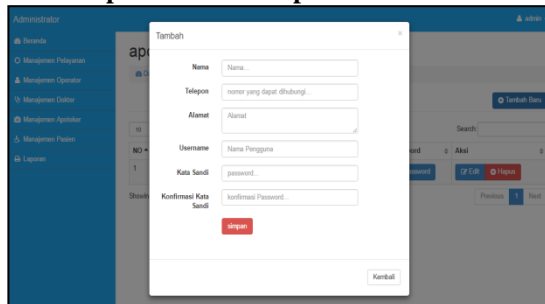 Administrator
admin
Beranda
Manajemen Pelayanan
Manajemen Operator
Manajemen Dokter
Manajemen Apoteker
Manajemen Pasien
Laporan
Tambah
×
Nama
Nama...
Telepon
nomor yang dapat dihubungi...
Alamat
Alamat
Username
Nama Pengguna
Kata Sandi
password...
Konfirmasi Kata
Sandi
konfirmasi Password...
simpan
Kembali
Tambah Baru
10
Search
NO
Aksi
1
Edit
Hapus
Previous
1
Next